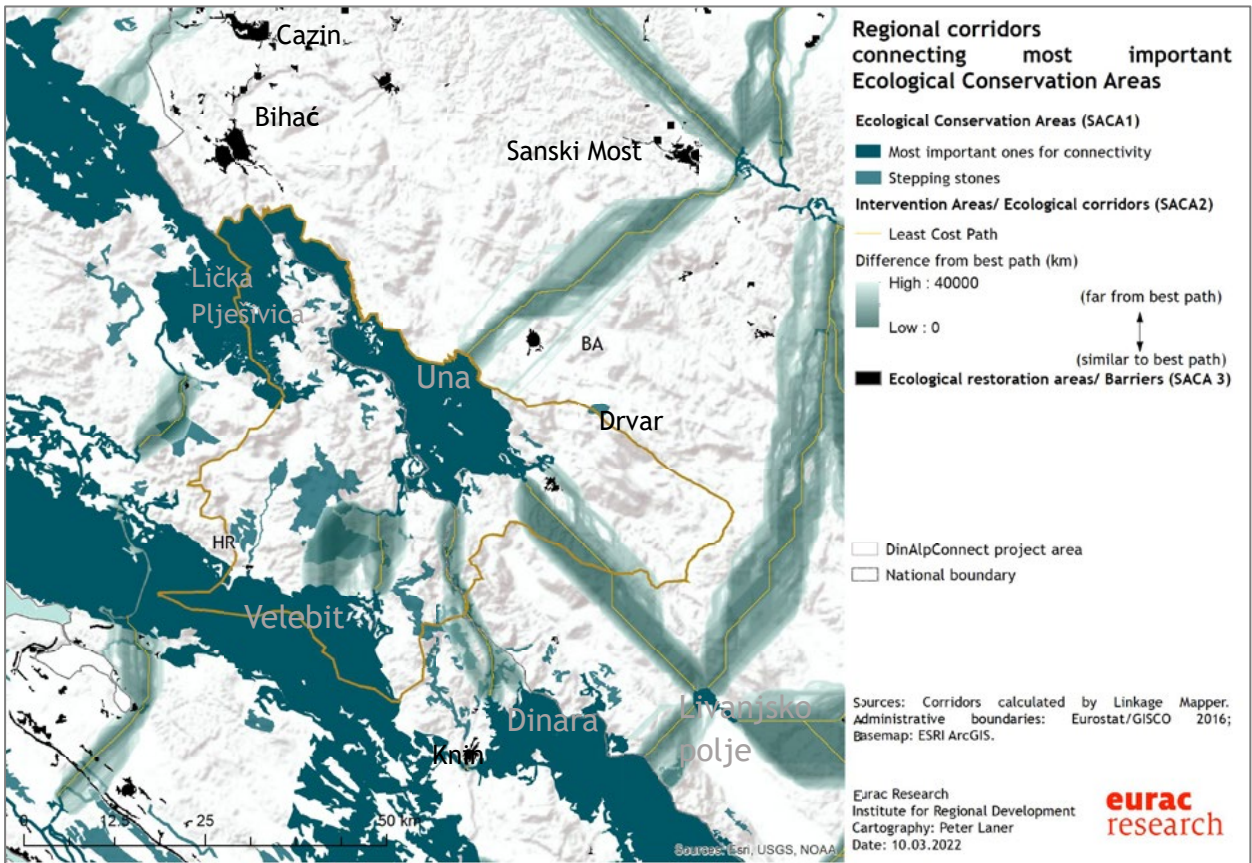 Cazin
Bihać
Sanski Most
Lička
Plješivica
BA
Una
Drvar
HR
Velebit
Dinara
Livanjsko
polje
Knin
0 12,5 25 50 km
Sources: Esri, USGS, NOAA
Regional corridors
connecting most important
Ecological Conservation Areas
Ecological Conservation Areas (SACA1)
Most important ones for connectivity
Stepping stones
Intervention Areas/ Ecological corridors (SACA2)
Least Cost Path
Difference from best path (km)
High : 40000
(far from best path)
Low : 0
(similar to best path)
Ecological restoration areas/ Barriers (SACA 3)
DinAlpConnect project area
National boundary
Sources: Corridors calculated by Linkage Mapper.
Administrative boundaries: Eurostat/GISCO 2016;
Basemap: ESRI ArcGIS.
Eurac Research
Institute for Regional Development
Cartography: Peter Laner
Date: 10.03.2022
eurac
research